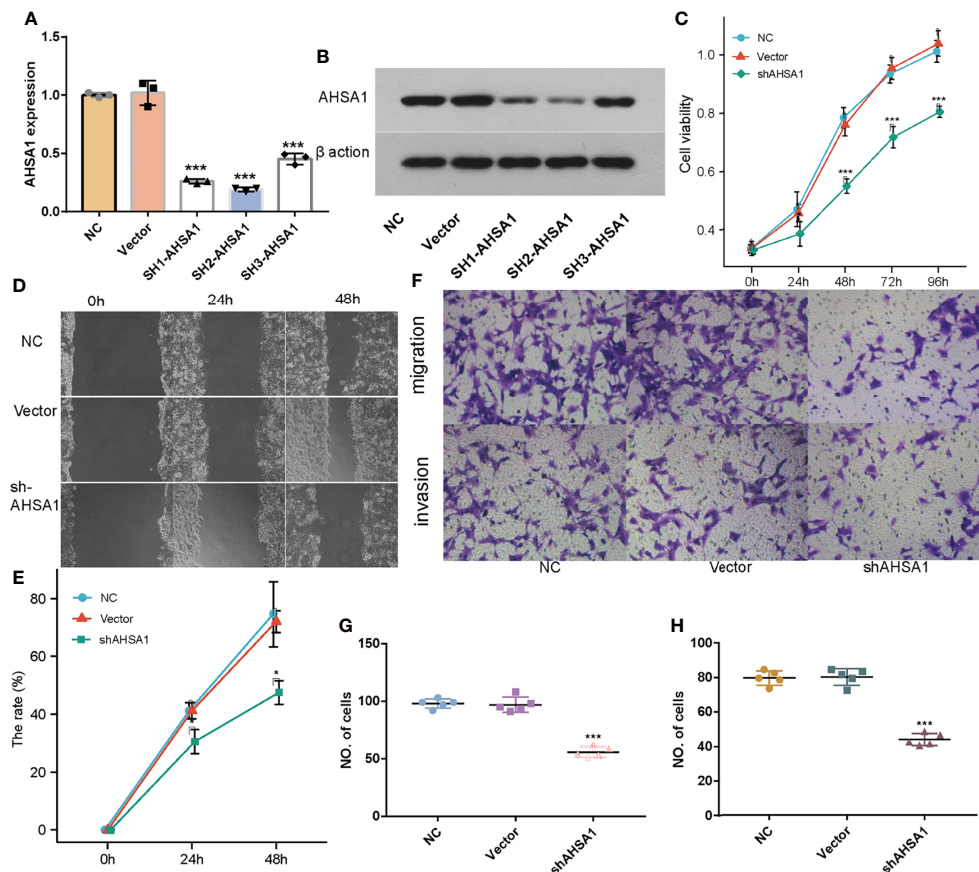 A
AHSA1 expression
1.5
1.0
0.5
0.0
***
***
***
NC
Vector
SH1-AHSA1
SH2-AHSA1
SH3-AHSA1
B
AHSA1
β action
NC
Vector
SH1-AHSA1
SH2-AHSA1
SH3-AHSA1
C
NC
Vector
shAHSA1
Cell viability
1.0
0.8
0.6
0.4
***
***
***
0h
24h
48h
72h
96h
D
0h
24h
48h
NC
Vector
sh-
AHSA1
E
NC
Vector
shAHSA1
The rate (%)
80
60
40
20
0
*
*
0h
24h
48h
F
migration
invasion
NC
Vector
shAHSA1
G
NO. of cells
150
100
50
0
***
NC
Vector
shAHSA1
H
NO. of cells
100
80
60
40
20
0
***
NC
Vector
shAHSA1